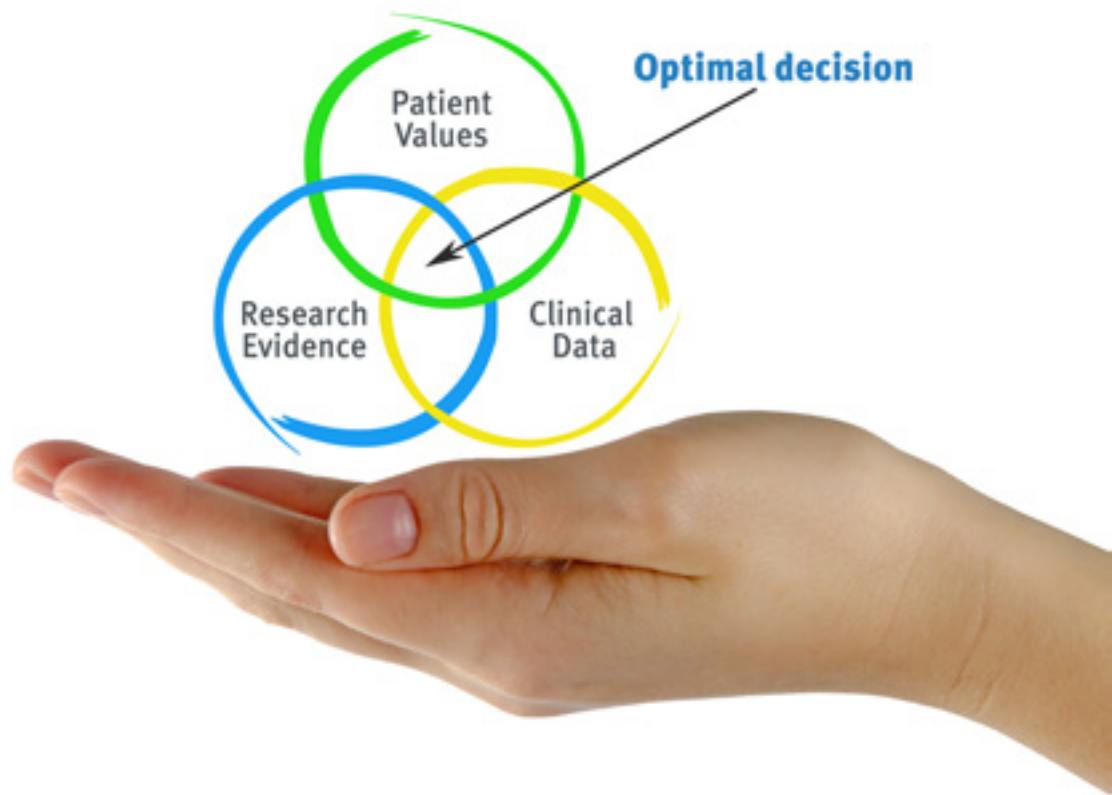 Optimal decision
Patient
Values
Research
Evidence
Clinical
Data